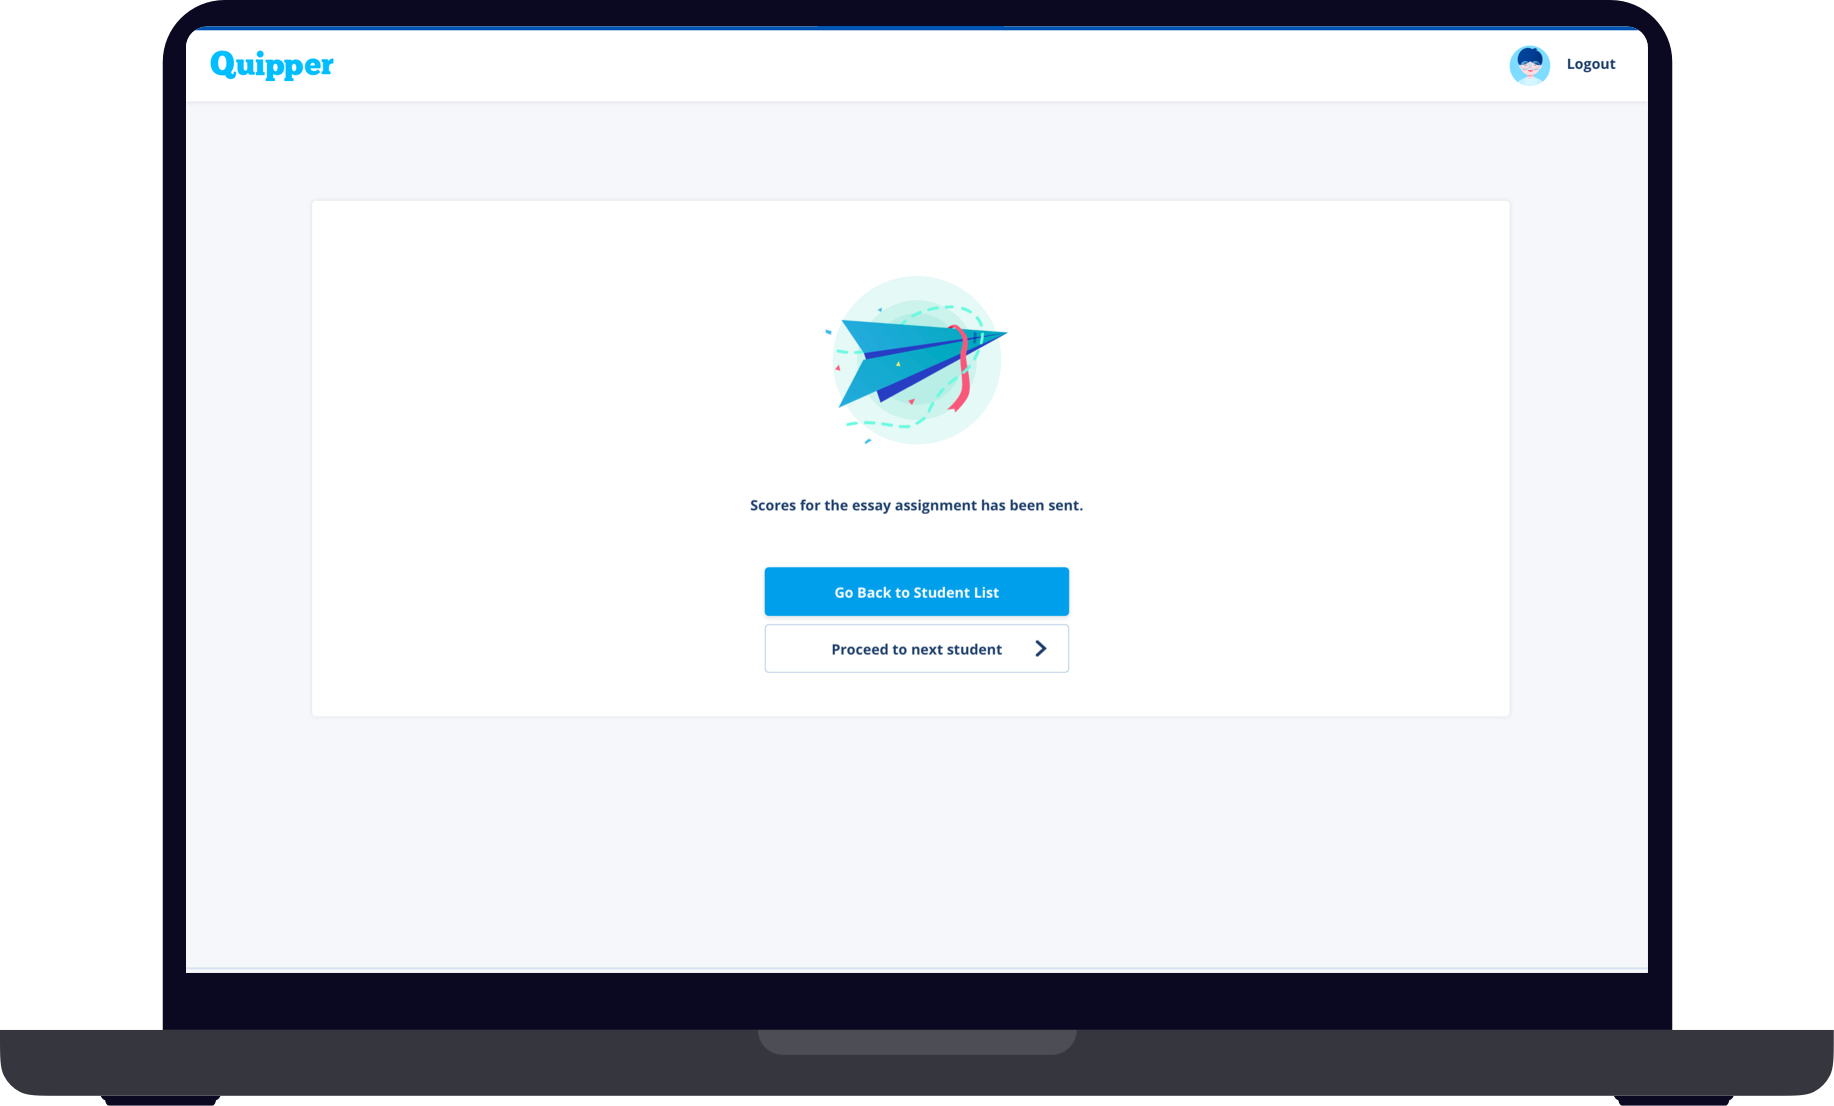 Quipper
Logout
Scores for the essay assignment has been sent.
Go Back to Student List
Proceed to next student